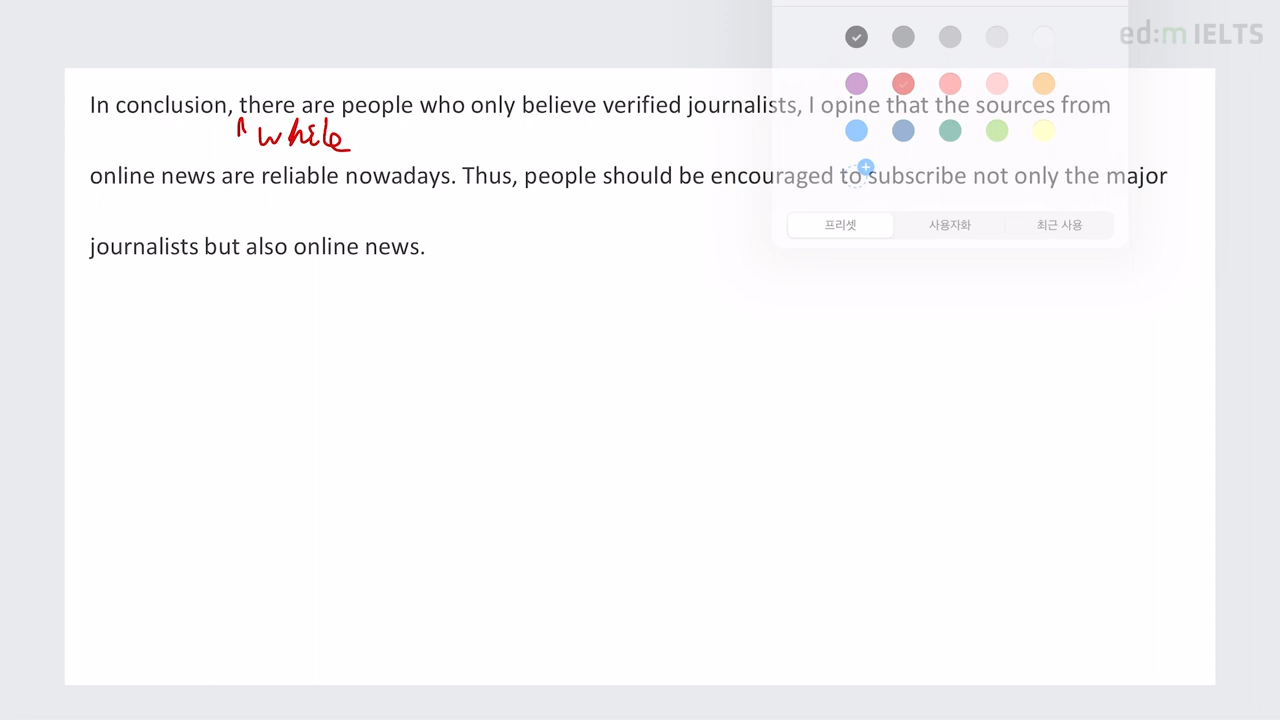 ed:m IELTS
In conclusion, there are people who only believe verified journalists, I opine that the sources from
while
online news are reliable nowadays. Thus, people should be encouraged to subscribe not only the major
journalists but also online news.
프리셋 사용자화 최근 사용